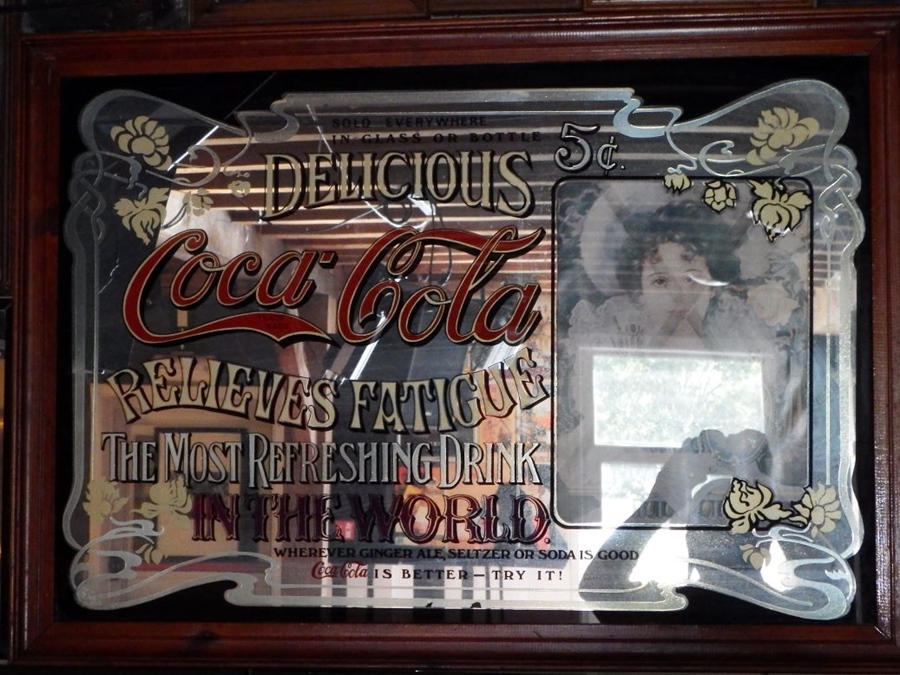 SOLD EVERYWHERE
IN GLASS OR BOTTLE
5¢.
DELICIOUS
Coca-Cola
RELIEVES FATIGUE
THE MOST REFRESHING DRINK
IN THE WORLD.
WHEREVER GINGER ALE, SELTZER OR SODA IS GOOD
Coca-Cola IS BETTER—TRY IT!